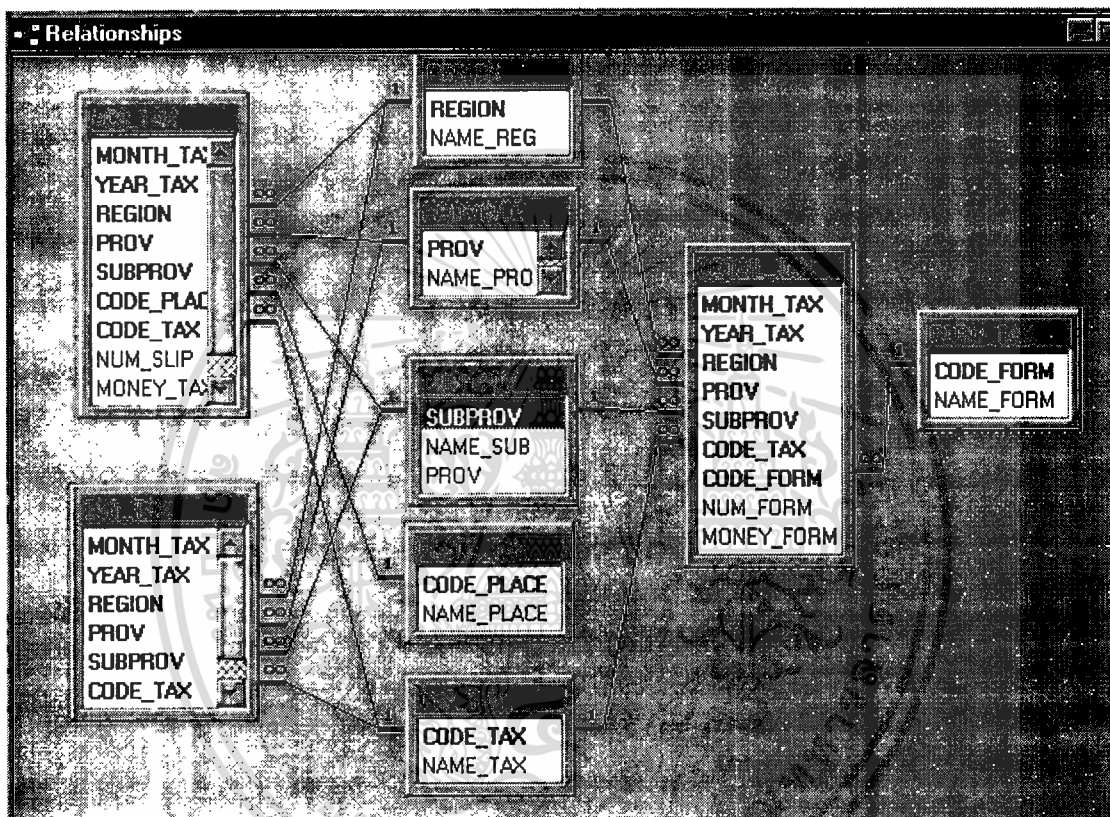 Relationships
MONTH_TA
YEAR_TAX
REGION
PROV
SUBPROV
CODE_PLAC
CODE_TAX
NUM_SLIP
MONEY_TAX
MONTH_TAX
YEAR_TAX
REGION
PROV
SUBPROV
CODE_TAX
REGION
NAME_REG
PROV
NAME_PRO
SUBPROV
NAME_SUB
PROV
CODE_PLACE
NAME_PLACE
CODE_TAX
NAME_TAX
MONTH_TAX
YEAR_TAX
REGION
PROV
SUBPROV
CODE_TAX
CODE_FORM
NUM_FORM
MONEY_FORM
CODE_FORM
NAME_FORM